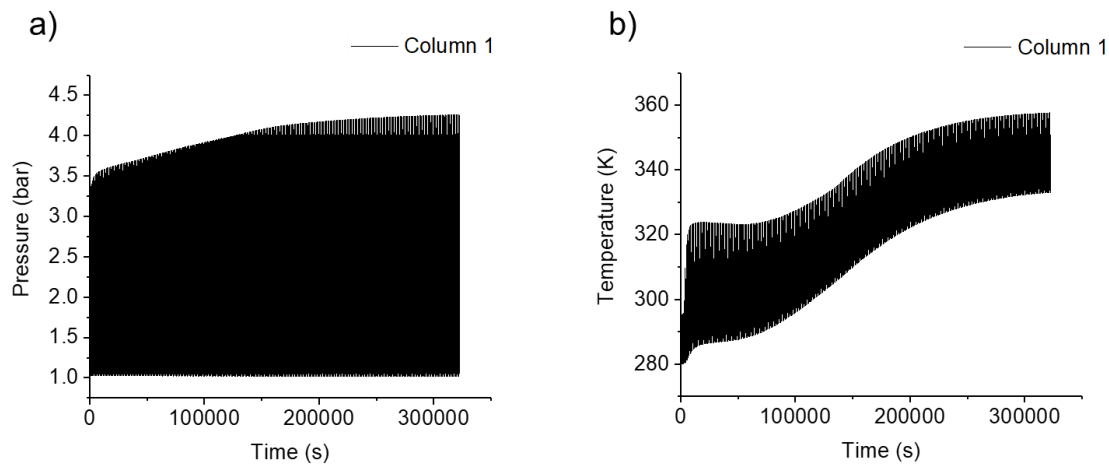 a)
Column 1
Pressure (bar)
4.5
4.0
3.5
3.0
2.5
2.0
1.5
1.0
0
100000
200000
300000
Time (s)
b)
Column 1
Temperature (K)
360
340
320
300
280
0
100000
200000
300000
Time (s)